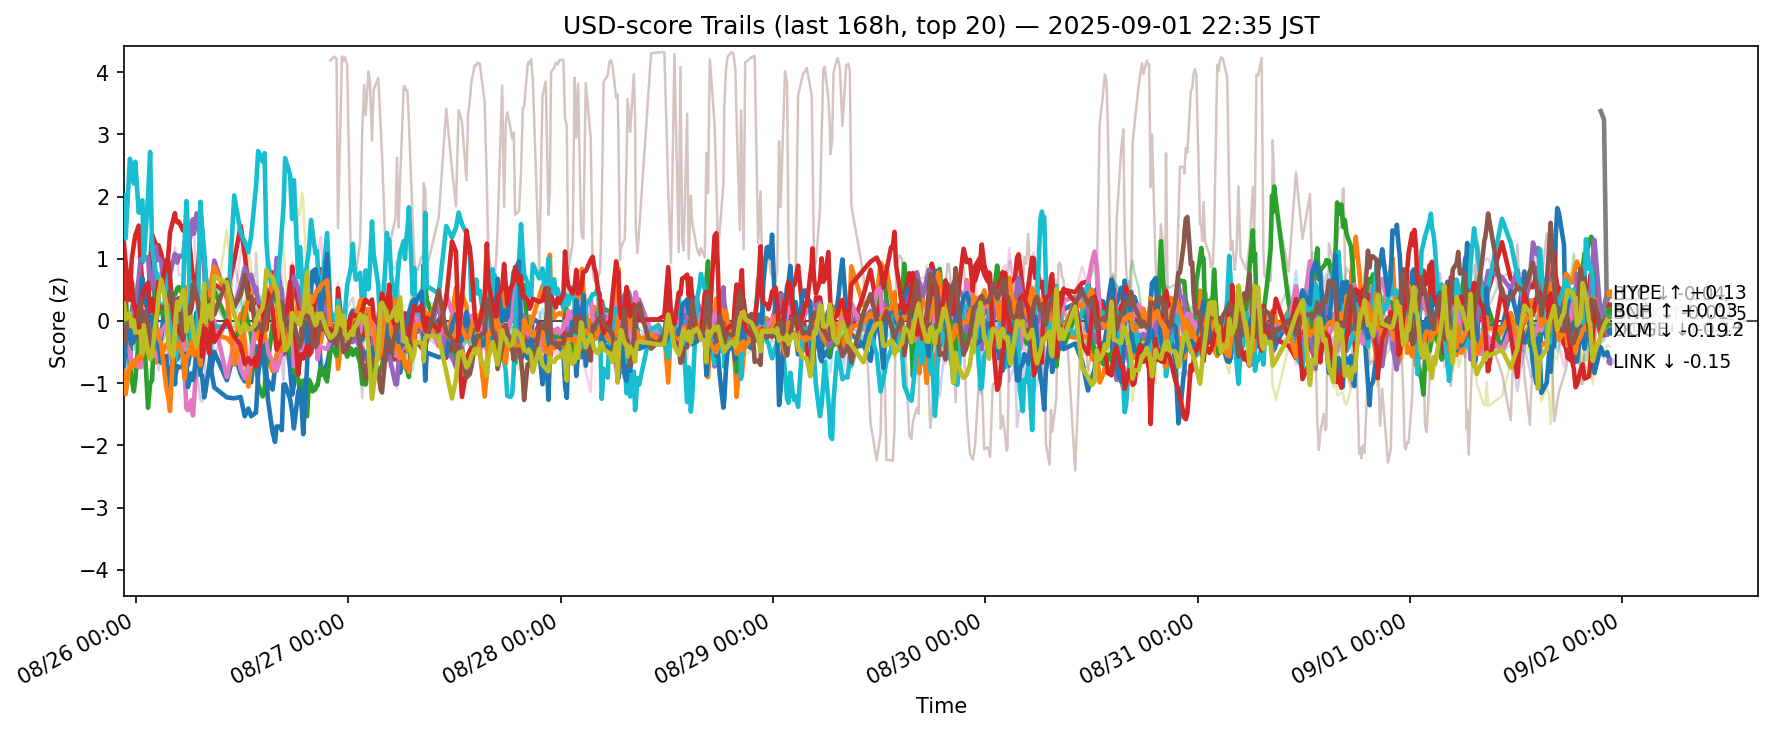 USD-score Trails (last 168h, top 20) — 2025-09-01 22:35 JST
Score (z)
4
3
2
1
0
−1
−2
−3
−4
HYPE ↑ +0.13
BCH ↑ +0.03
XLM ↓ -0.19
LINK ↓ -0.15
08/26 00:00
08/27 00:00
08/28 00:00
08/29 00:00
08/30 00:00
08/31 00:00
09/01 00:00
09/02 00:00
Time